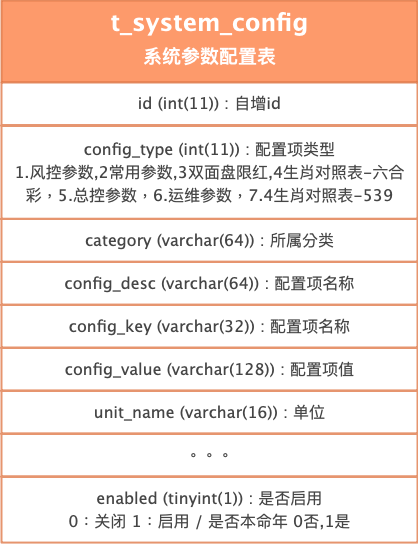 t_system_config
系统参数配置表
id (int(11))：自增id
config_type (int(11))：配置项类型
1.风控参数,2常用参数,3双面盘限红,4生肖对照表-六合
彩，5.总控参数，6.运维参数，7.4生肖对照表-539
category (varchar(64))：所属分类
config_desc (varchar(64))：配置项名称
config_key (varchar(32))：配置项名称
config_value (varchar(128))：配置项值
unit_name (varchar(16))：单位
。。。
enabled (tinyint(1))：是否启用
0：关闭 1：启用 / 是否本命年 0否,1是